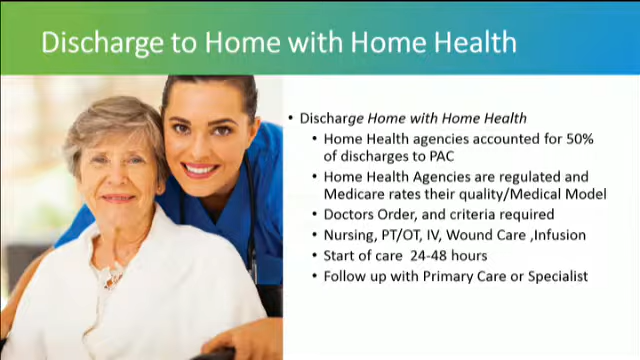 Discharge to Home with Home Health
• Discharge Home with Home Health
• Home Health agencies accounted for 50%
of discharges to PAC
• Home Health Agencies are regulated and
Medicare rates their quality/Medical Model
• Doctors Order, and criteria required
• Nursing, PT/OT, IV, Wound Care ,Infusion
• Start of care 24-48 hours
• Follow up with Primary Care or Specialist